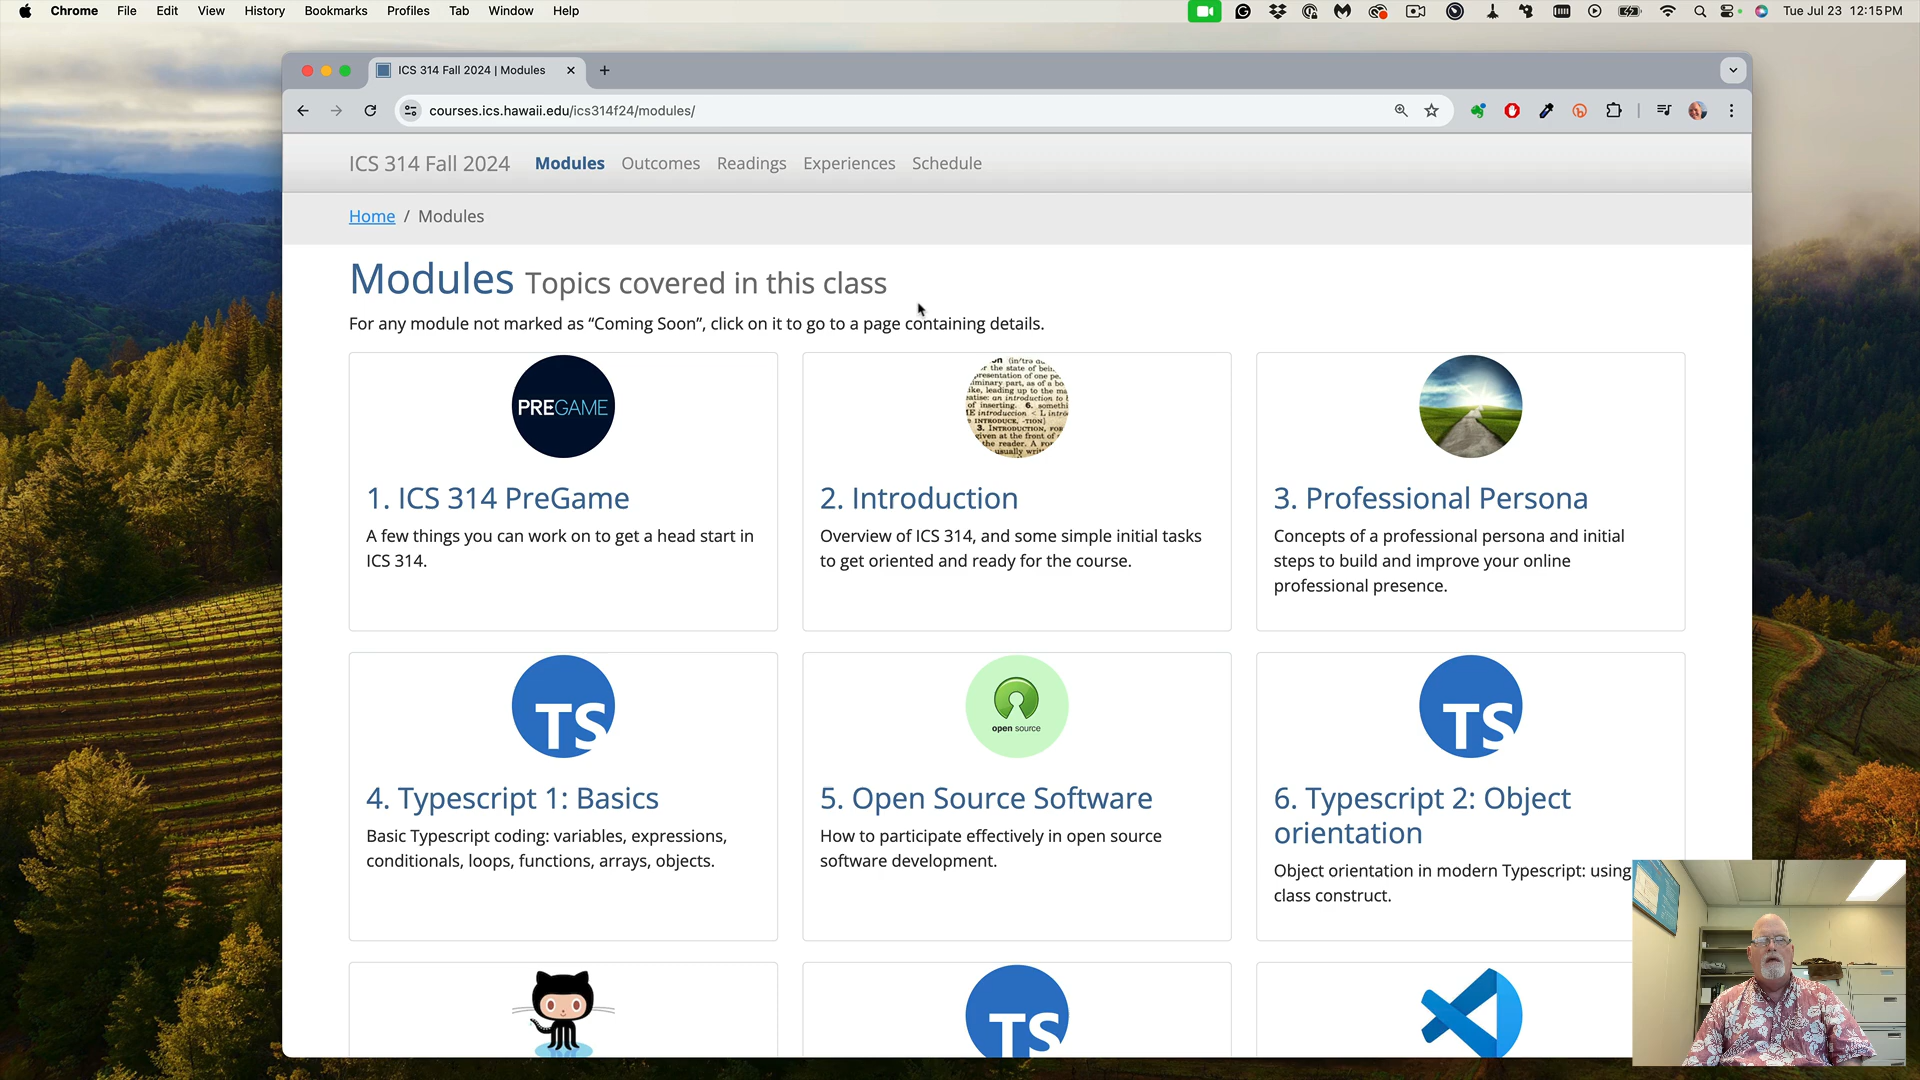 Chrome File Edit View History Bookmarks Profiles Tab Window Help
Tue Jul 23 12:15 PM
ICS 314 Fall 2024 | Modules
courses.ics.hawaii.edu/ics314f24/modules/
ICS 314 Fall 2024 Modules Outcomes Readings Experiences Schedule
Home / Modules
Modules Topics covered in this class
For any module not marked as “Coming Soon”, click on it to go to a page containing details.
PREGAME
1. ICS 314 PreGame
A few things you can work on to get a head start in
ICS 314.
2. Introduction
Overview of ICS 314, and some simple initial tasks
to get oriented and ready for the course.
3. Professional Persona
Concepts of a professional persona and initial
steps to build and improve your online
professional presence.
TS
4. Typescript 1: Basics
Basic Typescript coding: variables, expressions,
conditionals, loops, functions, arrays, objects.
open source
5. Open Source Software
How to participate effectively in open source
software development.
TS
6. Typescript 2: Object
orientation
Object orientation in modern Typescript: using
class construct.
TS